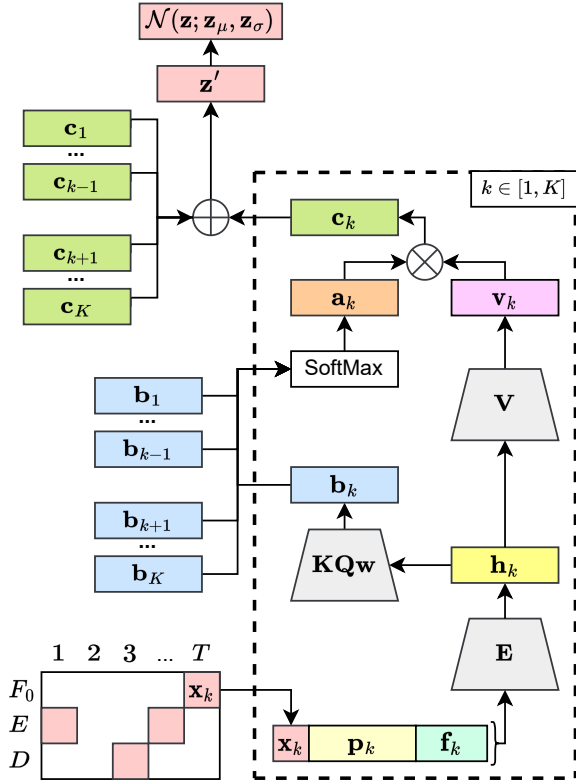 𝒩(z; z_μ, z_σ)
z′
c_1
...
c_{k−1}
c_{k+1}
...
c_K
k ∈ [1, K]
c_k
a_k
v_k
SoftMax
V
b_1
...
b_{k−1}
b_{k+1}
...
b_K
b_k
KQw
h_k
E
1 2 3 ... T
F_0 x_k
E
D
x_k p_k f_k